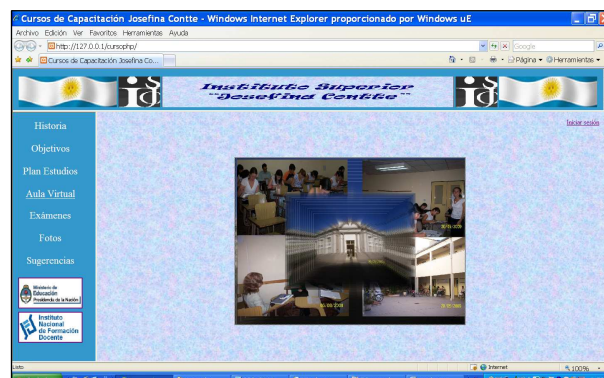 Cursos de Capacitación Josefina Contte - Windows Internet Explorer proporcionado por Windows uE
Archivo Edición Ver Favoritos Herramientas Ayuda
http://127.0.0.1/cursophp/
Google
Cursos de Capacitación Josefina Co...
Página
Herramientas
Instituto Superior
"Josefina Contte"
Iniciar sesión
Historia
Objetivos
Plan Estudios
Aula Virtual
Exámenes
Fotos
Sugerencias
Ministerio de
Educación
Presidencia de la Nación
Instituto
Nacional
de Formación
Docente
Listo
Internet
100%